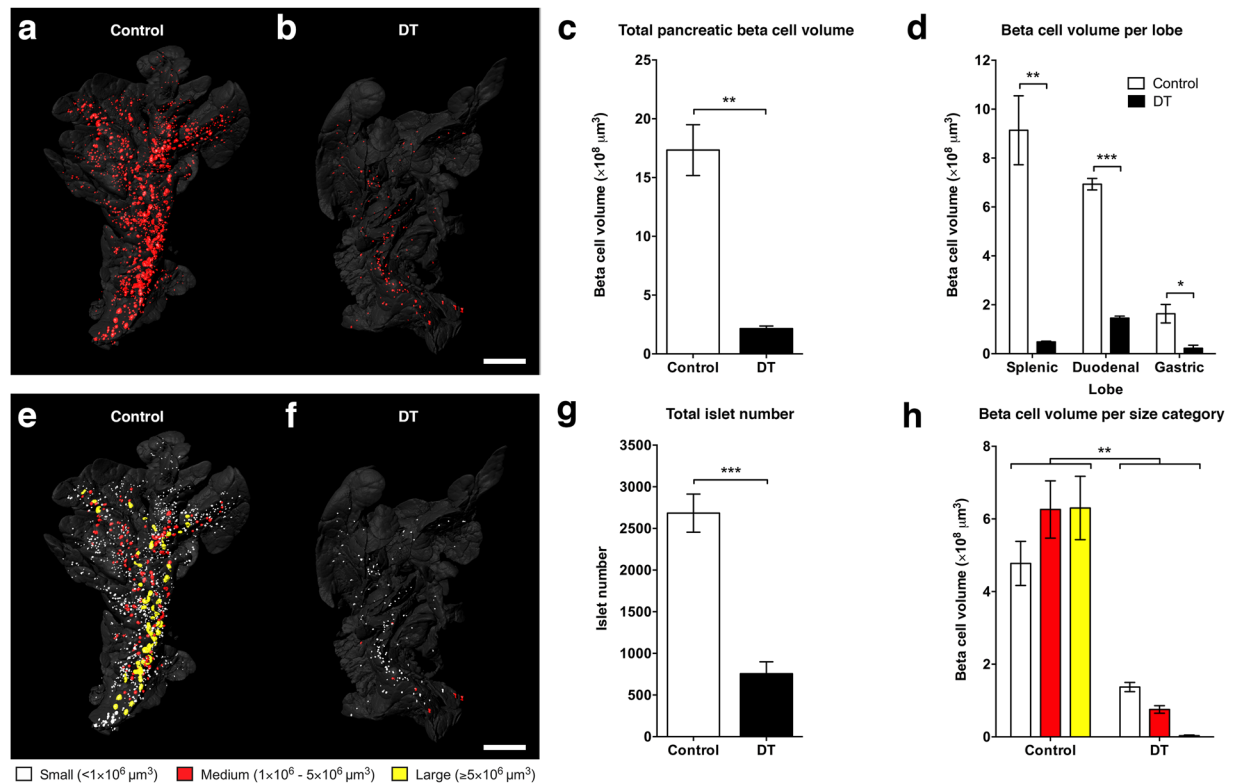 a
Control
b
DT
c
Total pancreatic beta cell volume
Beta cell volume (×10⁸ µm³)
25
20
15
10
5
0
**
Control
DT
d
Beta cell volume per lobe
Beta cell volume (×10⁸ µm³)
12
10
8
6
4
2
0
**
***
*
Control
DT
Splenic
Duodenal
Gastric
Lobe
e
Control
f
DT
Small (<1×10⁶ µm³)
Medium (1×10⁶ - 5×10⁶ µm³)
Large (≥5×10⁶ µm³)
g
Total islet number
Islet number
3500
3000
2500
2000
1500
1000
500
0
***
Control
DT
h
Beta cell volume per size category
Beta cell volume (×10⁸ µm³)
8
6
4
2
0
**
Control
DT